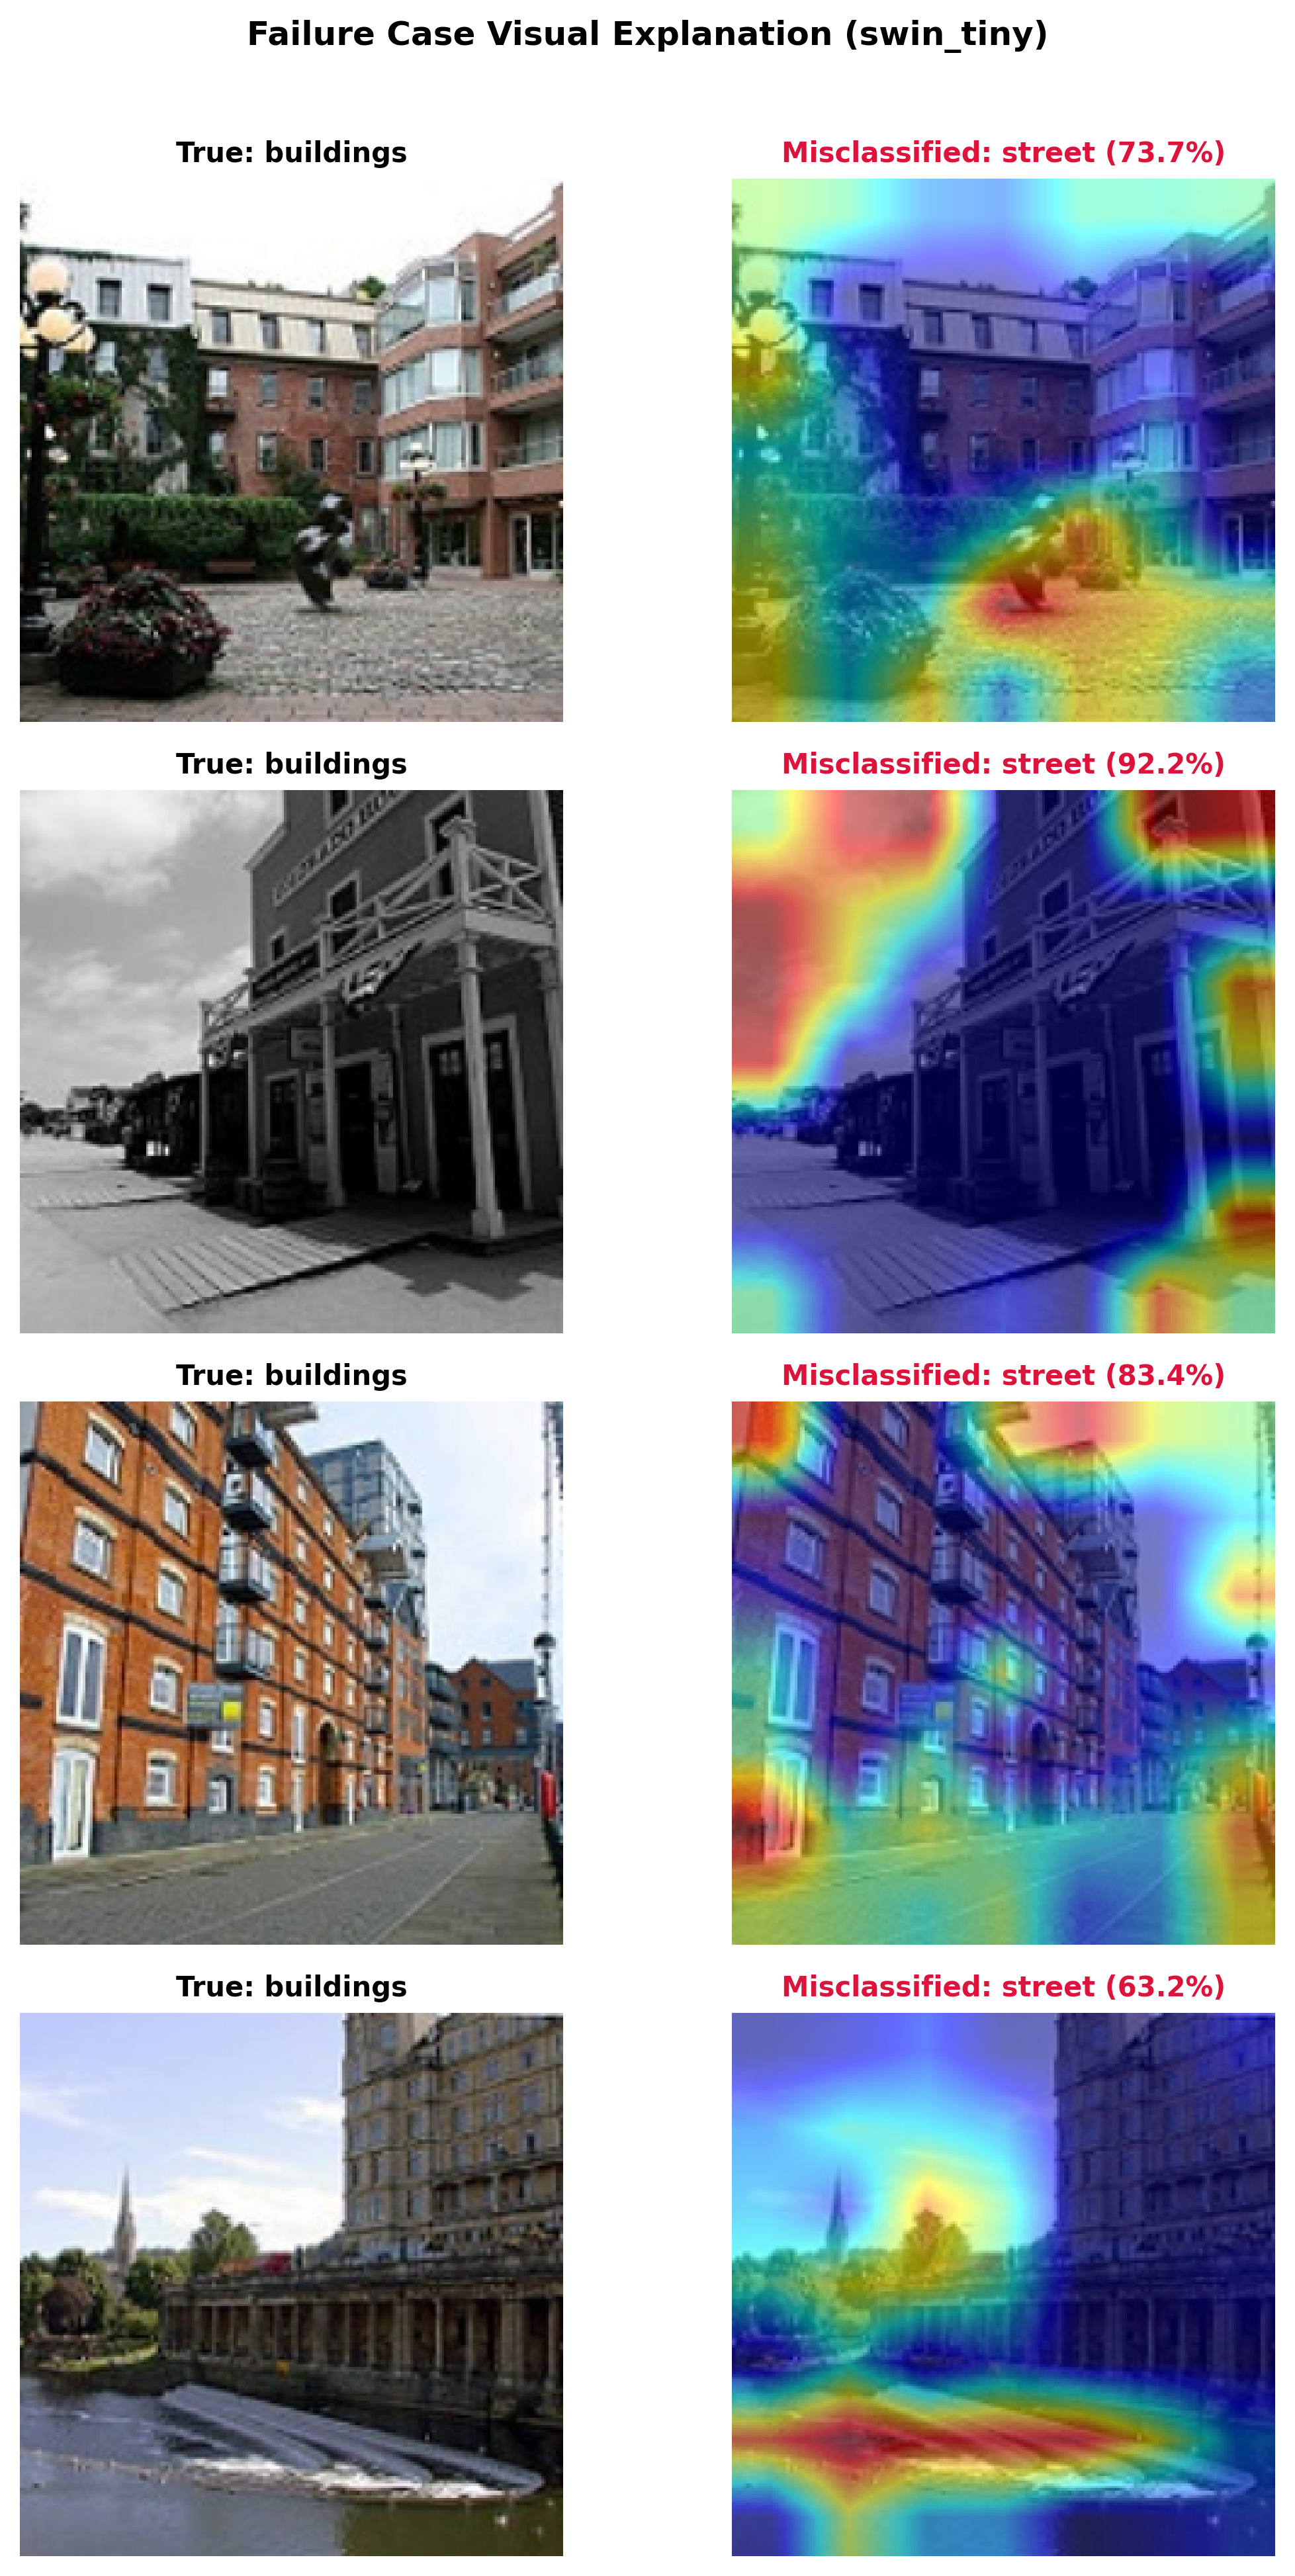 Failure Case Visual Explanation (swin_tiny)
True: buildings
Misclassified: street (73.7%)
True: buildings
Misclassified: street (92.2%)
True: buildings
Misclassified: street (83.4%)
True: buildings
Misclassified: street (63.2%)